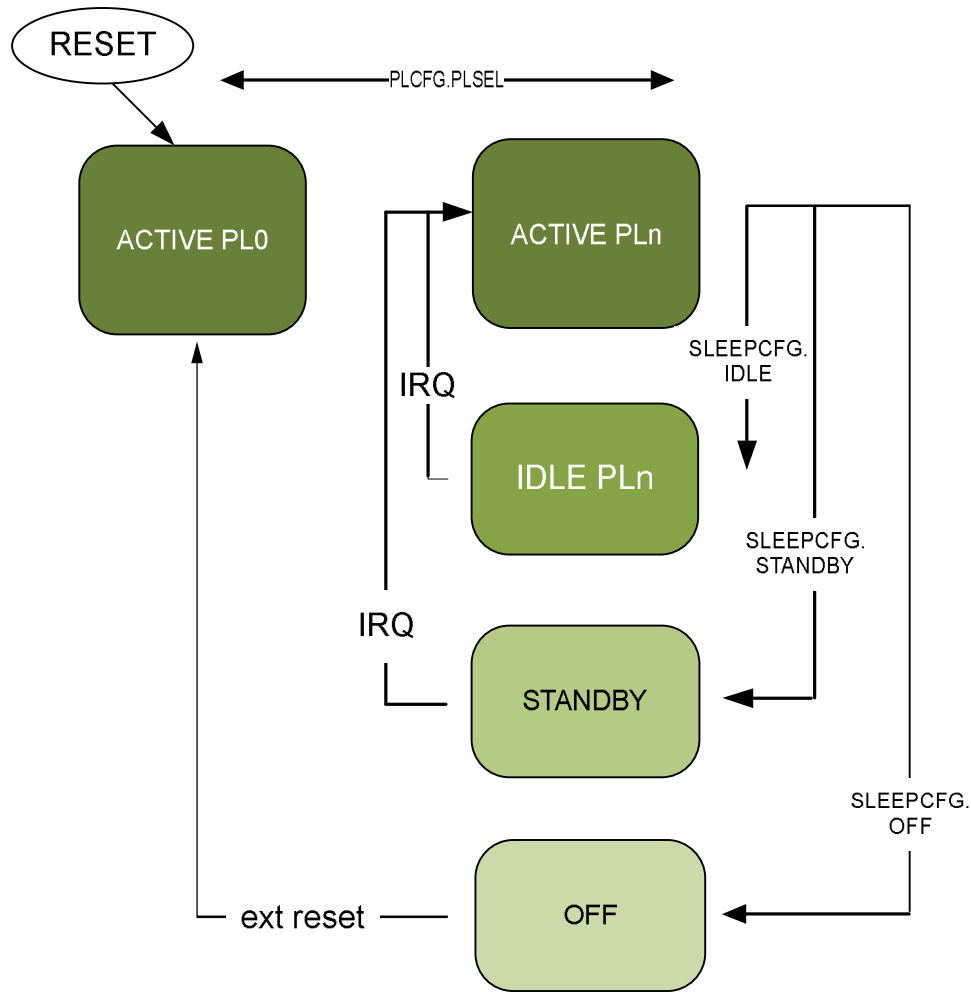 RESET
PLCFG.PLSEL
ACTIVE PL0
ACTIVE PLn
SLEEPCFG.
IDLE
IRQ
IDLE PLn
SLEEPCFG.
STANDBY
IRQ
STANDBY
SLEEPCFG.
OFF
ext reset
OFF